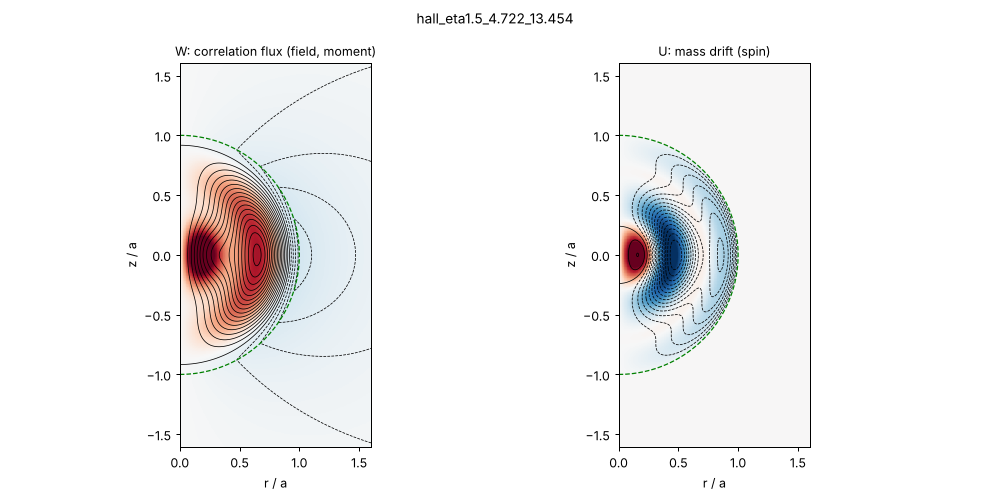 hall_eta1.5_4.722_13.454
W: correlation flux (field, moment)
1.5
1.0
0.5
0.0
−0.5
−1.0
−1.5
z / a
0.0 0.5 1.0 1.5
r / a
U: mass drift (spin)
1.5
1.0
0.5
0.0
−0.5
−1.0
−1.5
z / a
0.0 0.5 1.0 1.5
r / a